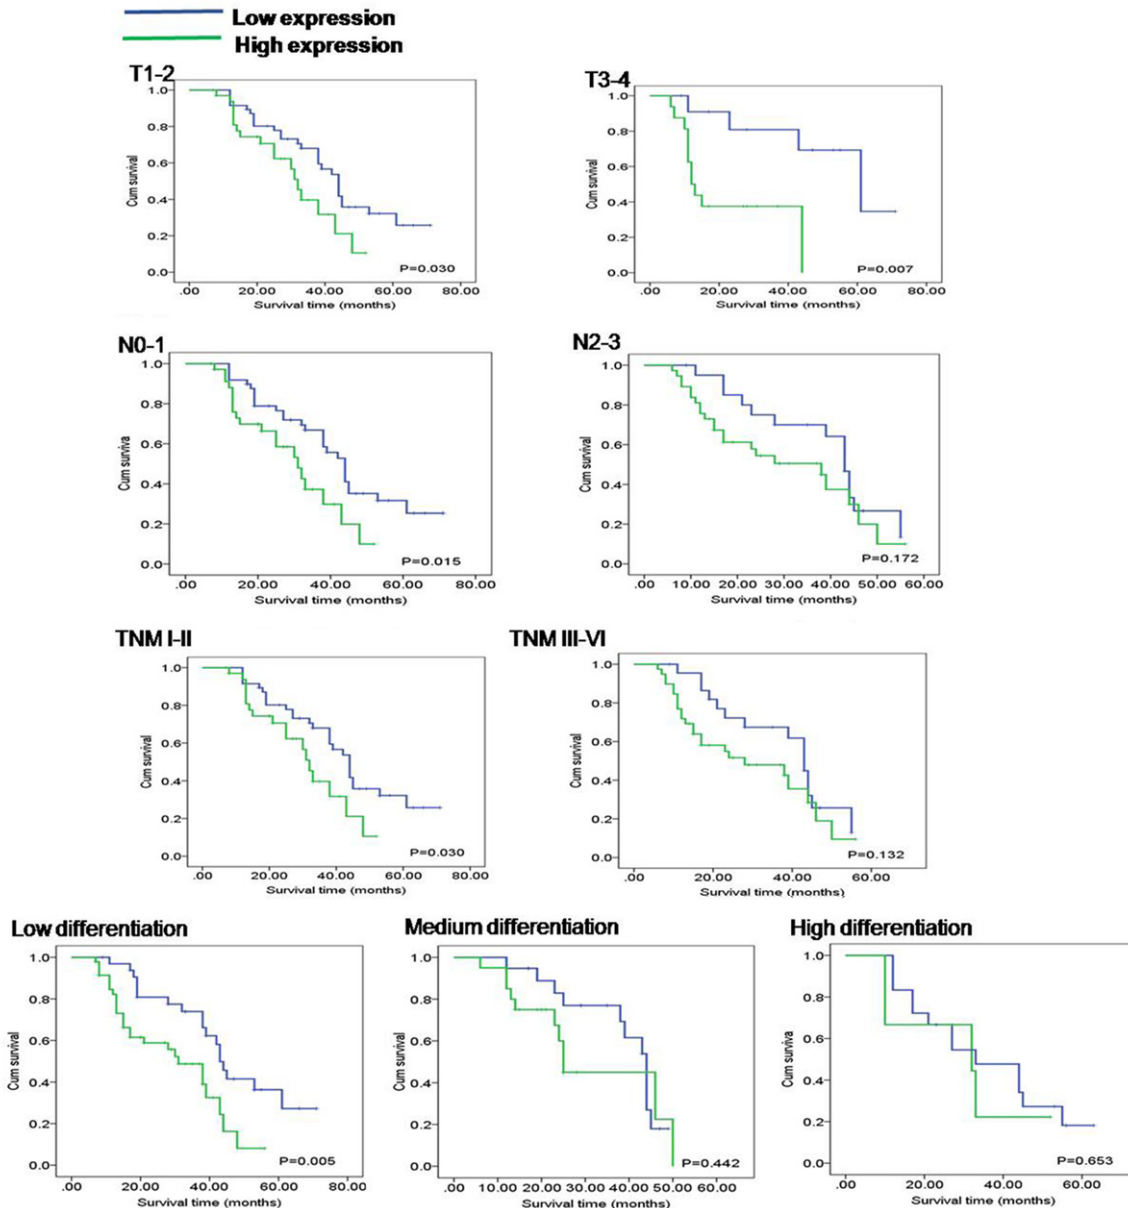 Low expression
High expression
T1-2
1.0
0.8
0.6
0.4
0.2
0.0
Cum survival
P=0.030
.00 20.00 40.00 60.00 80.00
Survival time (months)
T3-4
1.0
0.8
0.6
0.4
0.2
0.0
Cum survival
P=0.007
.00 20.00 40.00 60.00 80.00
Survival time (months)
N0-1
1.0
0.8
0.6
0.4
0.2
0.0
Cum surviva
P=0.015
.00 20.00 40.00 60.00 80.00
Survival time (months)
N2-3
1.0
0.8
0.6
0.4
0.2
0.0
Cum surviva
P=0.172
.00 10.00 20.00 30.00 40.00 50.00 60.00
Survival time (months)
TNM I-II
1.0
0.8
0.6
0.4
0.2
0.0
Cum survival
P=0.030
.00 20.00 40.00 60.00 80.00
Survival time (months)
TNM III-VI
1.0
0.8
0.6
0.4
0.2
0.0
Cum survival
P=0.132
.00 20.00 40.00 60.00
Survival time (months)
Low differentiation
1.0
0.8
0.6
0.4
0.2
0.0
Cum survival
P=0.005
.00 20.00 40.00 60.00 80.00
Survival time (months)
Medium differentiation
1.0
0.8
0.6
0.4
0.2
0.0
Cum survival
P=0.442
.00 10.00 20.00 30.00 40.00 50.00 60.00
Survival time (months)
High differentiation
1.0
0.8
0.6
0.4
0.2
0.0
Cum survival
P=0.653
.00 20.00 40.00 60.00
Survival time (months)